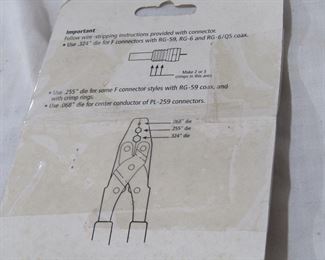 Important
Follow wire-stripping instructions provided with connector.
• Use .324" die for F connectors with RG-59, RG-6 and RG-6/QS coax.
Make 2 or 3
crimps in this area
• Use .255" die for some F connector styles with RG-59 coax, and
with crimp rings.
• Use .068" die for center conductor of PL-259 connectors.
.068" die
.255" die
.324" die